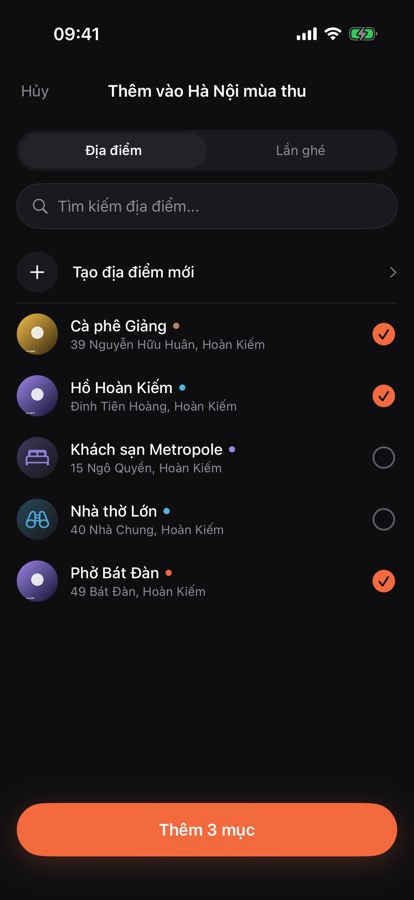 09:41
Hủy
Thêm vào Hà Nội mùa thu
Địa điểm
Lần ghé
Tìm kiếm địa điểm...
Tạo địa điểm mới
Cà phê Giảng
39 Nguyễn Hữu Huân, Hoàn Kiếm
Hồ Hoàn Kiếm
Đinh Tiên Hoàng, Hoàn Kiếm
Khách sạn Metropole
15 Ngô Quyền, Hoàn Kiếm
Nhà thờ Lớn
40 Nhà Chung, Hoàn Kiếm
Phở Bát Đàn
49 Bát Đàn, Hoàn Kiếm
Thêm 3 mục